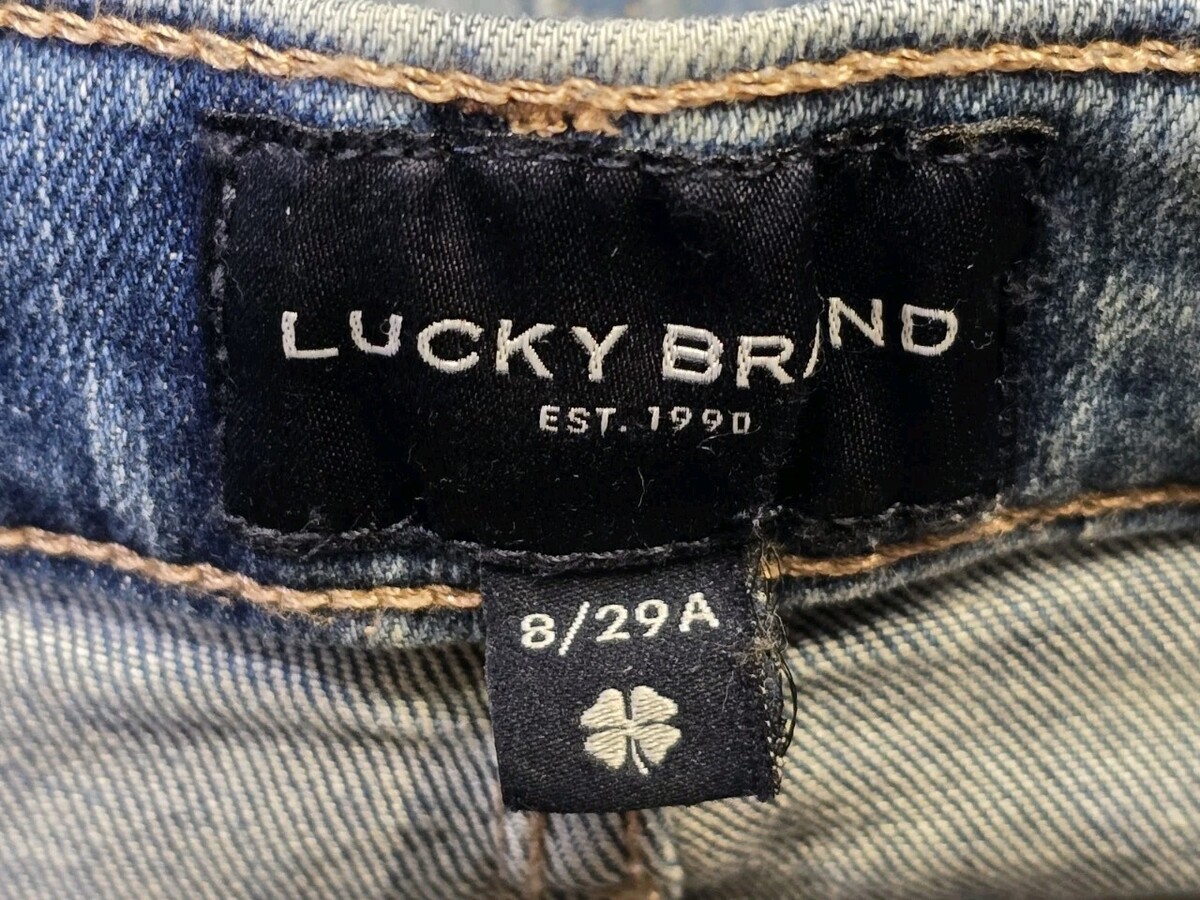 LUCKY BRAND
EST. 1990
8/29A